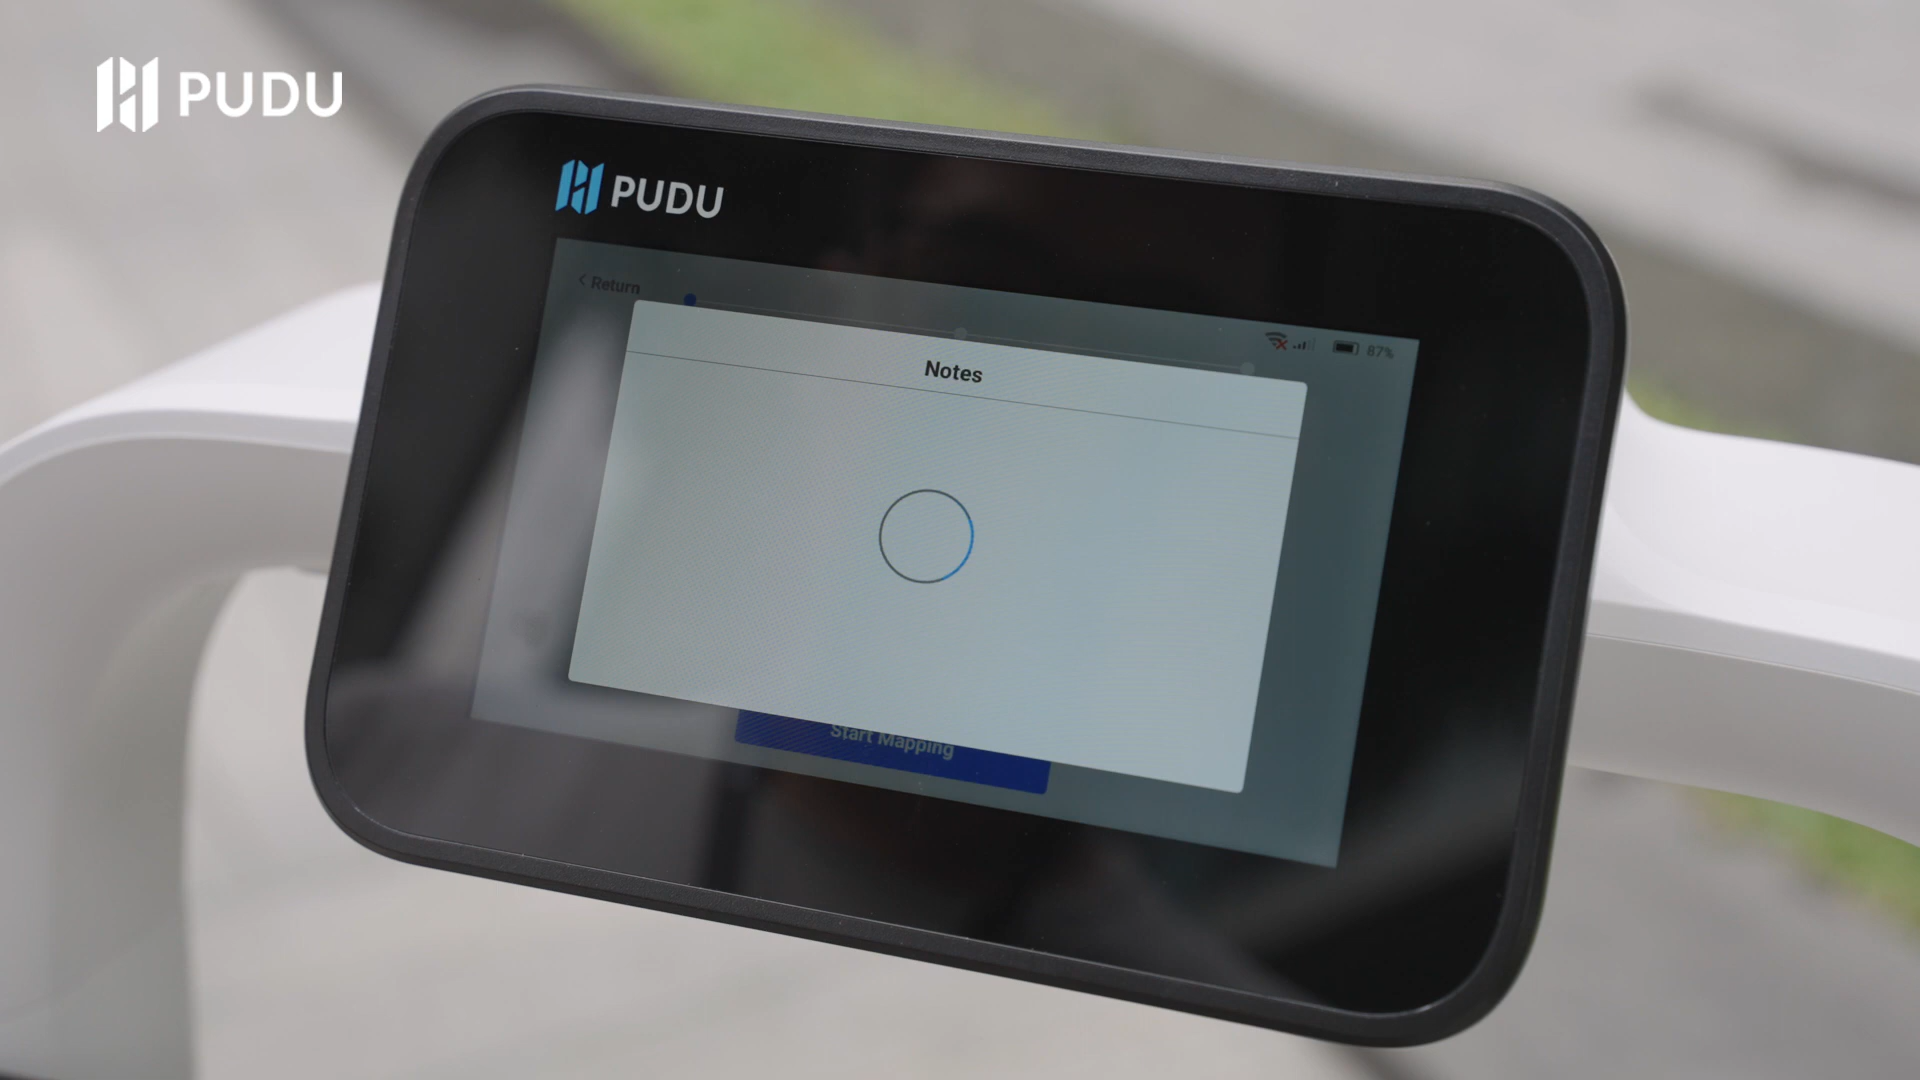 PUDU
PUDU
Return
87%
Notes
Start Mapping